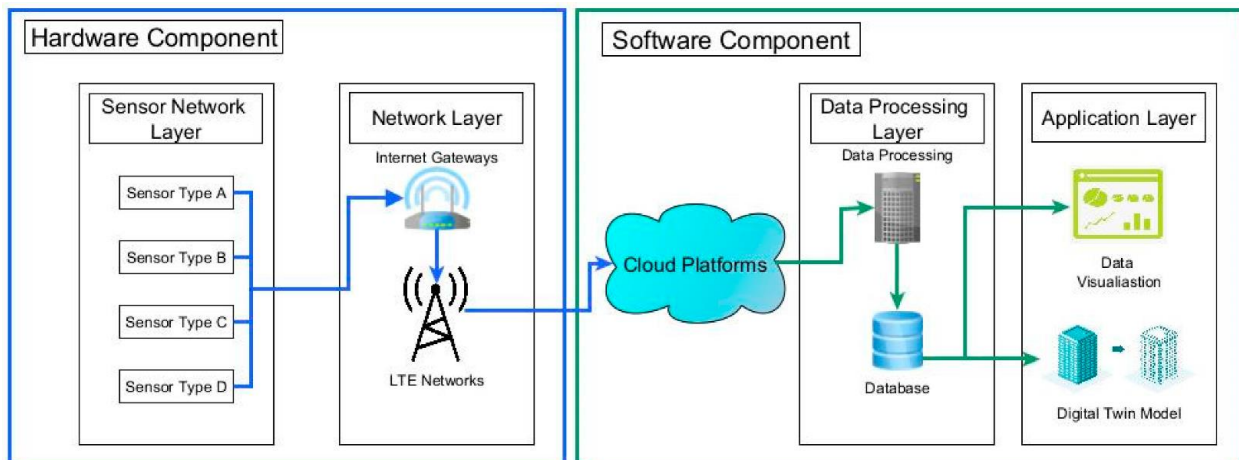 Hardware Component
Sensor Network
Layer
Sensor Type A
Sensor Type B
Sensor Type C
Sensor Type D
Network Layer
Internet Gateways
LTE Networks
Software Component
Cloud Platforms
Data Processing
Layer
Data Processing
Database
Application Layer
Data
Visualiastion
Digital Twin Model